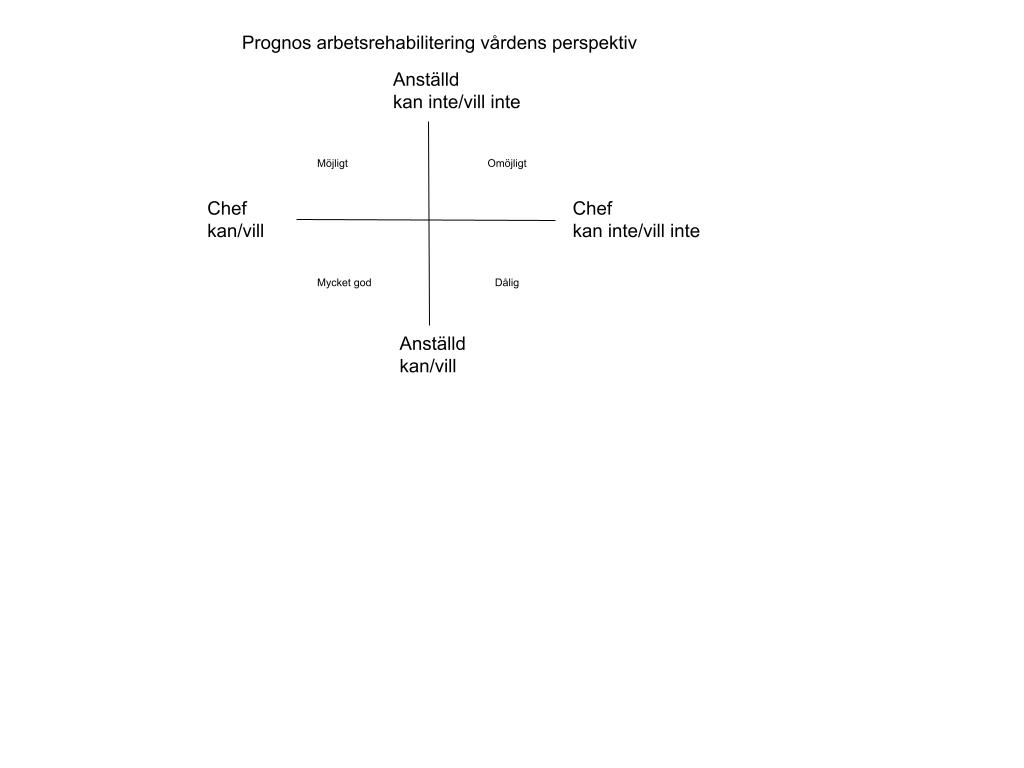 Prognos arbetsrehabilitering vårdens perspektiv
Anställd
kan inte/vill inte
Möjligt
Omöjligt
Chef
kan/vill
Chef
kan inte/vill inte
Mycket god
Dålig
Anställd
kan/vill